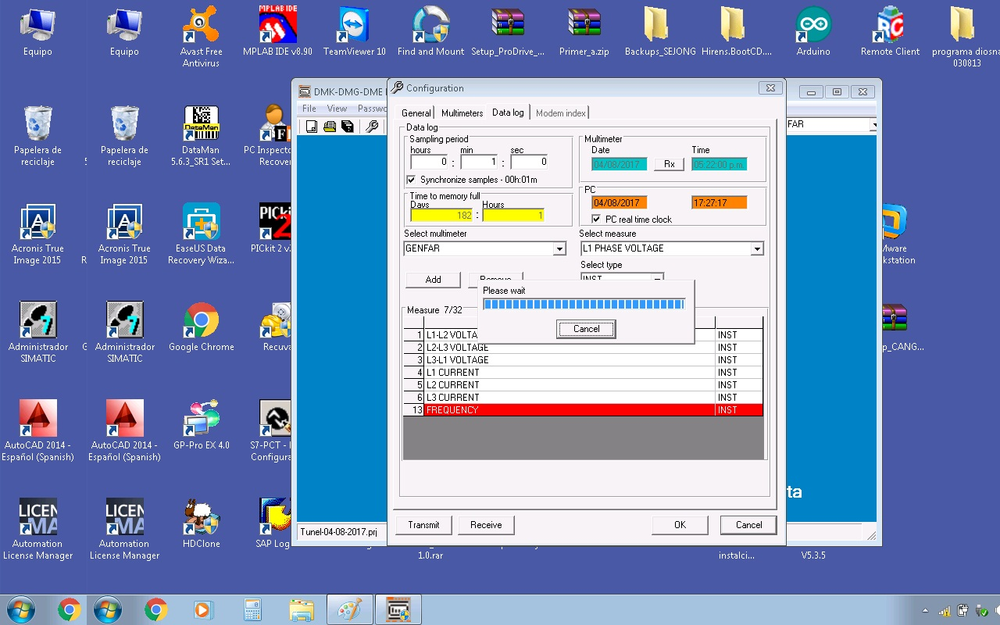 Equipo
Equipo
Avast Free
Antivirus
MPLAB IDE
MPLAB IDE v8.90
TeamViewer 10
Find and Mount
Setup_ProDrive_...
Primer_a.zip
Backups_SEJONG
Hirens.BootCD....
Arduino
RC
Remote Client
programa diosna
030813
Papelera de
reciclaje
Papelera de
reciclaje
DataMan
DataMan
5.6.3_SR1 Set...
PC Inspector
Recover
Acronis True
Image 2015
Acronis True
Image 2015
EaseUS Data
Recovery Wiza...
PICkit
PICkit 2 v2
Mware
kstation
Administrador
SIMATIC
Administrador
SIMATIC
Google Chrome
Recuva
p_CANG...
AutoCAD 2014 -
Español (Spanish)
AutoCAD 2014 -
Español (Spanish)
GP-Pro EX 4.0
S7-PCT -
Configura
LICEN
MA
Automation
License Manager
LICEN
MA
Automation
License Manager
HDClone
SAP Log
1.0.rar
instalci...
V5.3.5
DMK-DMG-DME
File View Passwo
FAR
ta
Tunel-04-08-2017.prj
Configuration
General
Multimeters
Data log
Modem index
Data log
Sampling period
hours min sec
0 : 1 : 0
Synchronize samples - 00h:01m
Time to memory full
Days Hours
182 : 1
Multimeter
Date Time
04/08/2017 Rx 05:22:00 p.m.
PC
04/08/2017 17:27:17
PC real time clock
Select multimeter
GENFAR
Select measure
L1 PHASE VOLTAGE
Select type
INST
Add Remove
Please wait
Cancel
Measure 7/32
1 L1-L2 VOLTA INST
2 L2-L3 VOLTAGE INST
3 L3-L1 VOLTAGE INST
4 L1 CURRENT INST
5 L2 CURRENT INST
6 L3 CURRENT INST
13 FREQUENCY INST
Transmit Receive OK Cancel